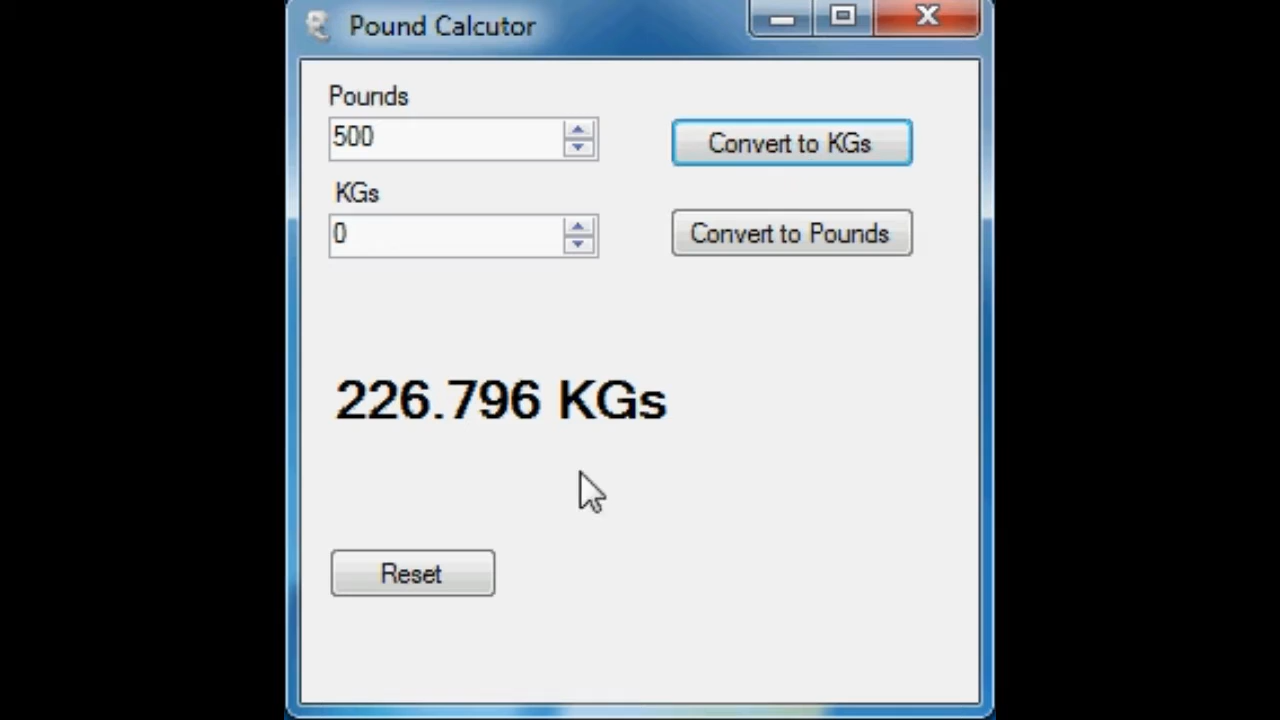 Pound Calcutor
Pounds
500
Convert to KGs
KGs
0
Convert to Pounds
226.796 KGs
Reset